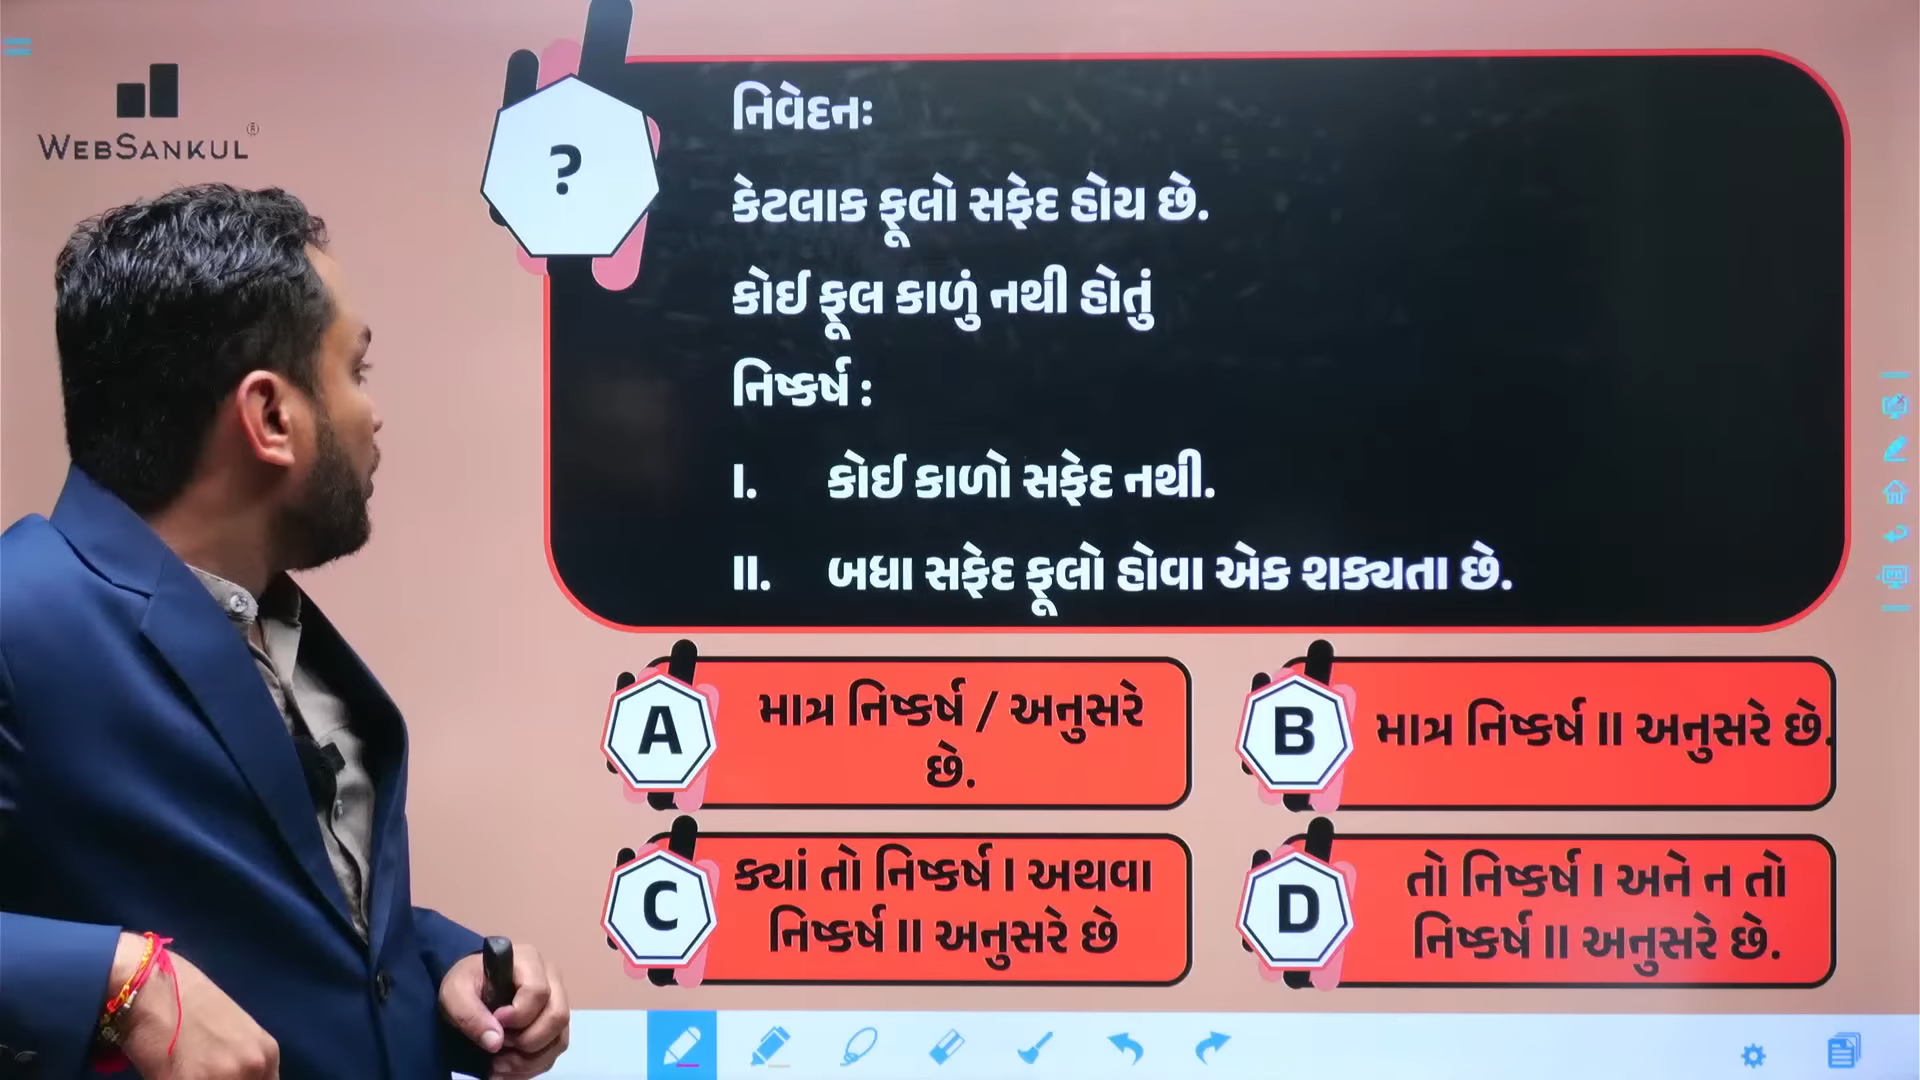 WEBSANKUL®
?
નિવેદનઃ
કેટલાક ફૂલો સફેદ હોય છે.
કોઈ ફૂલ કાળું નથી હોતું
નિષ્કર્ષ :
I. કોઈ કાળો સફેદ નથી.
II. બધા સફેદ ફૂલો હોવા એક શક્યતા છે.
A
માત્ર નિષ્કર્ષ / અનુસરે
છે.
B
માત્ર નિષ્કર્ષ II અનુસરે છે.
C
ક્યાં તો નિષ્કર્ષ I અથવા
નિષ્કર્ષ II અનુસરે છે
D
તો નિષ્કર્ષ I અને ન તો
નિષ્કર્ષ II અનુસરે છે.